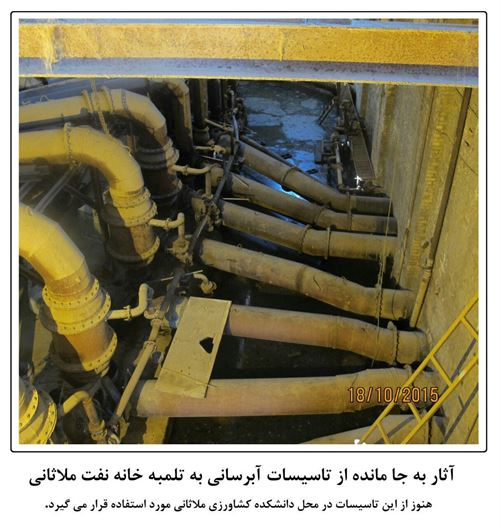 18/10/2015
آثار به جا مانده از تاسیسات آبرسانی به تلمبه خانه نفت ملاثانی
هنوز از این تاسیسات در محل دانشکده کشاورزی ملاثانی مورد استفاده قرار می گیرد.